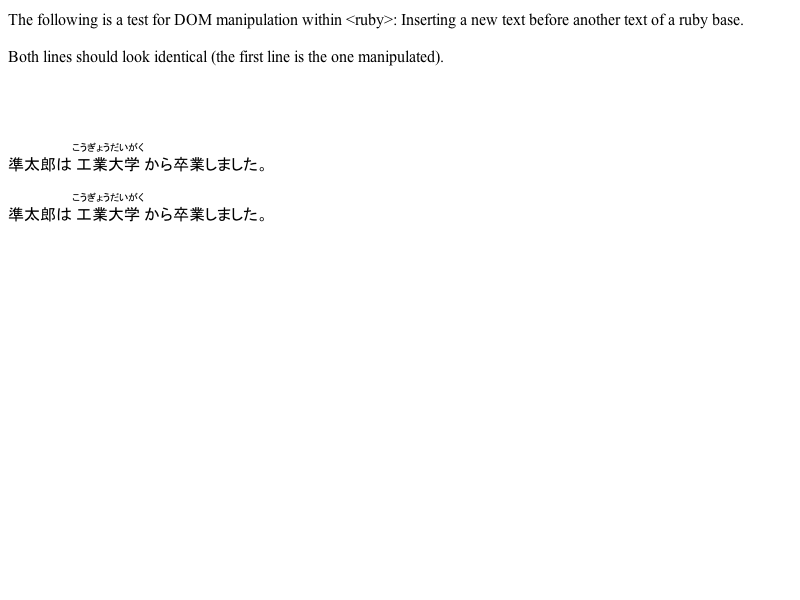 The following is a test for DOM manipulation within <ruby>: Inserting a new text before another text of a ruby base.
Both lines should look identical (the first line is the one manipulated).
こうぎょうだいがく
準太郎は 工業大学 から卒業しました。
こうぎょうだいがく
準太郎は 工業大学 から卒業しました。